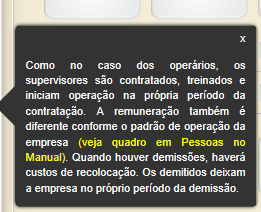 x
Como no caso dos operários, os
supervisores são contratados, treinados e
iniciam operação na própria período da
contratação. A remuneração também é
diferente conforme o padrão de operação da
empresa (veja quadro em Pessoas no
Manual). Quando houver demissões, haverá
custos de recolocação. Os demitidos deixam
a empresa no próprio período da demissão.